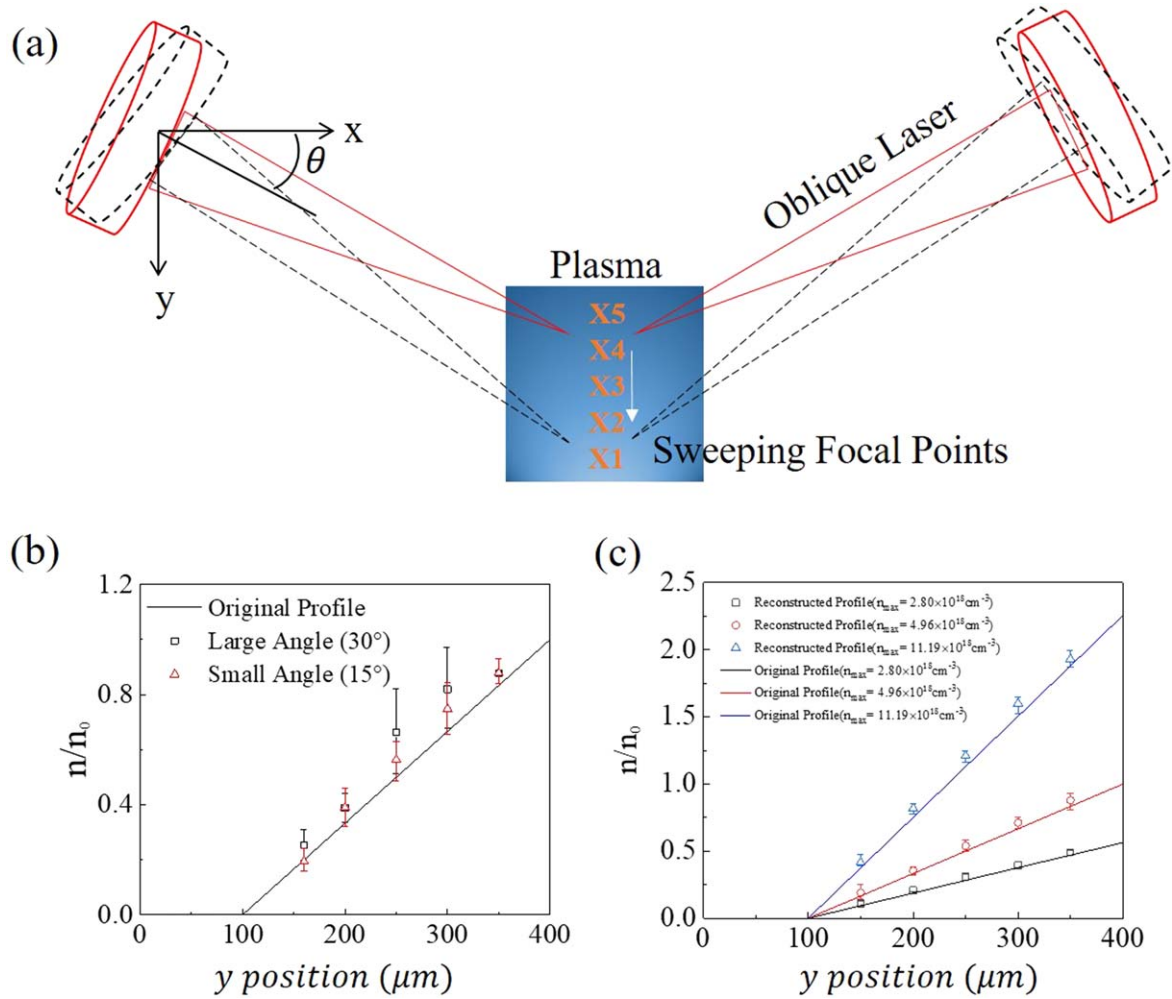 (a)
x
θ
y
Oblique Laser
Plasma
X5
X4
X3
X2
X1
Sweeping Focal Points
(b)
1.2
0.8
0.4
0.0
n/n₀
Original Profile
Large Angle (30°)
Small Angle (15°)
0 100 200 300 400
y position (μm)
(c)
2.5
2.0
1.5
1.0
0.5
0.0
n/n₀
Reconstructed Profile(nₘₐₓ= 2.80×10¹⁸cm⁻³)
Reconstructed Profile(nₘₐₓ= 4.96×10¹⁸cm⁻³)
Reconstructed Profile(nₘₐₓ= 11.19×10¹⁸cm⁻³)
Original Profile(nₘₐₓ= 2.80×10¹⁸cm⁻³)
Original Profile(nₘₐₓ= 4.96×10¹⁸cm⁻³)
Original Profile(nₘₐₓ= 11.19×10¹⁸cm⁻³)
0 100 200 300 400
y position (μm)